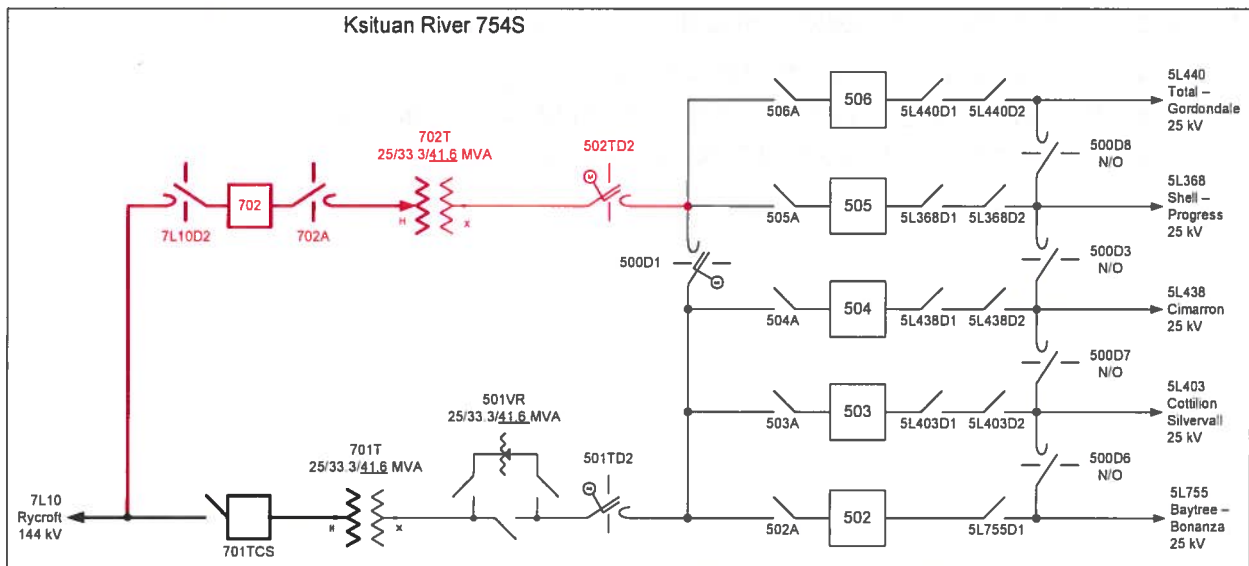 Ksituan River 754S
506
506A
5L440D1
5L440D2
5L440
Total –
Gordondale
25 kV
500D8
N/O
702T
25/33.3/41.6 MVA
502TD2
H
X
702
7L10D2
702A
505
505A
5L368D1
5L368D2
5L368
Shell –
Progress
25 kV
500D1
500D3
N/O
504
504A
5L438D1
5L438D2
5L438
Cimarron
25 kV
500D7
N/O
501VR
25/33.3/41.6 MVA
503
503A
5L403D1
5L403D2
5L403
Cottilion
Silvervall
25 kV
701T
25/33.3/41.6 MVA
501TD2
H
X
500D6
N/O
7L10
Rycroft
144 kV
701TCS
502
502A
5L755D1
5L755
Baytree –
Bonanza
25 kV